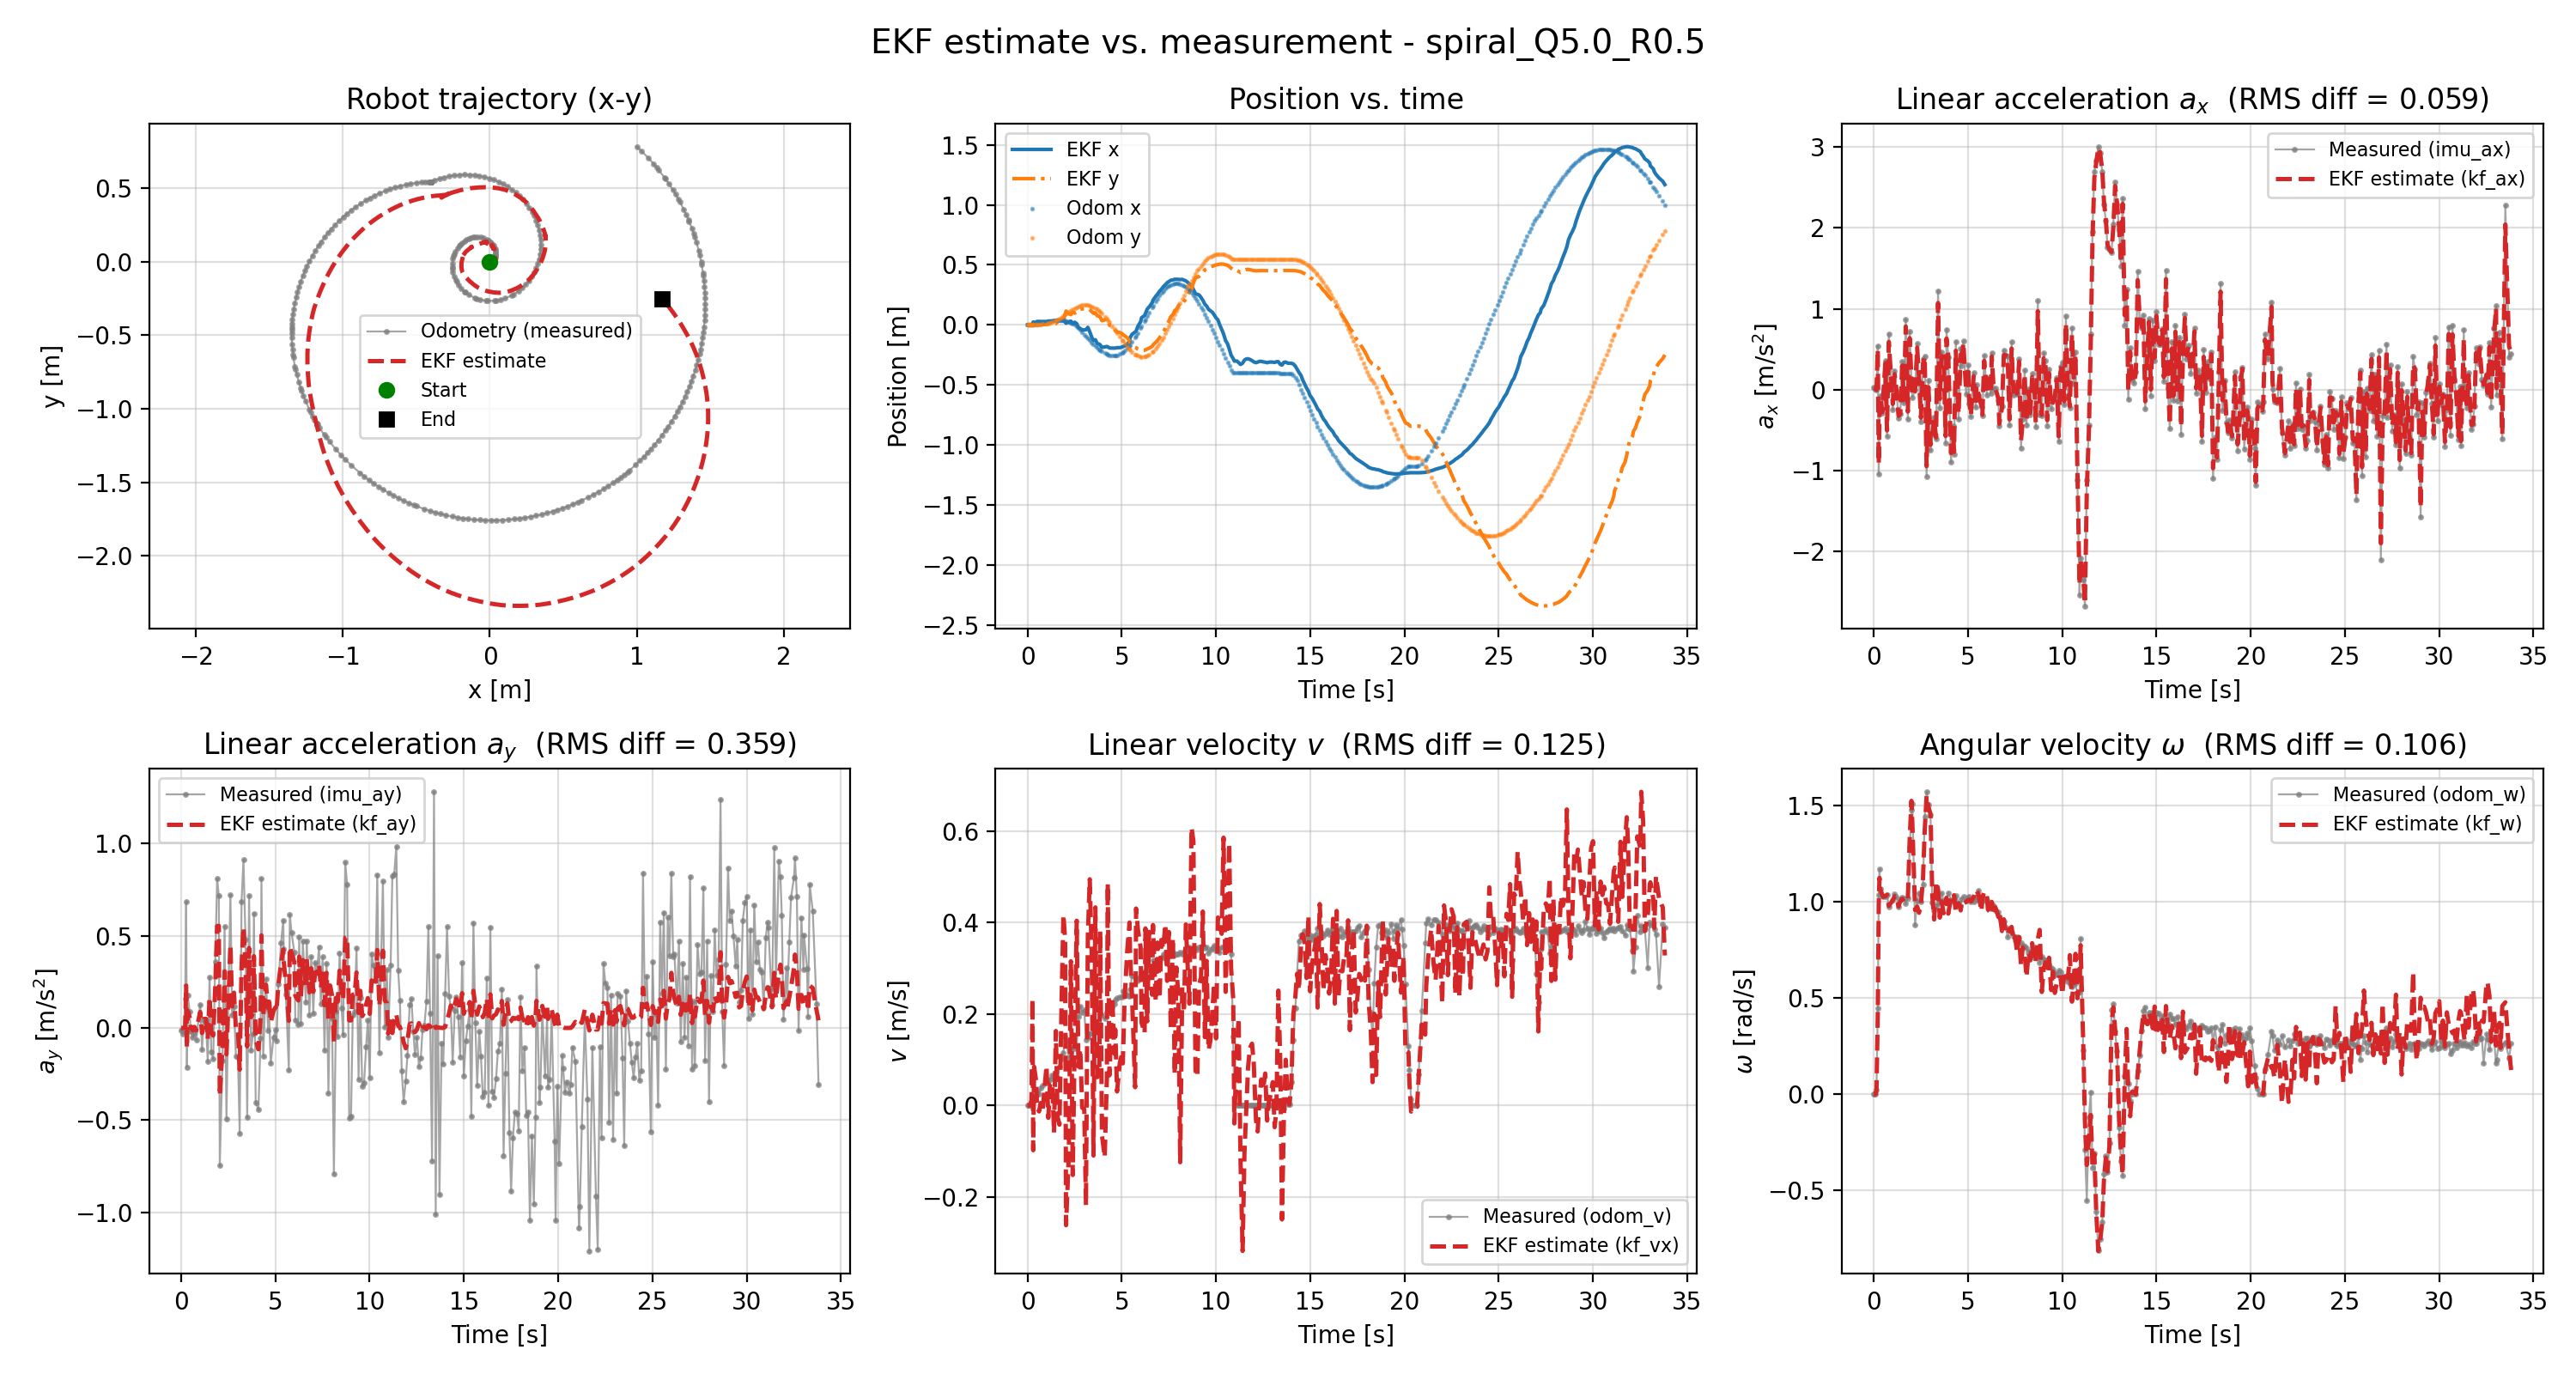 EKF estimate vs. measurement - spiral_Q5.0_R0.5
Robot trajectory (x-y)
0.5
0.0
−0.5
−1.0
−1.5
−2.0
y [m]
Odometry (measured)
EKF estimate
Start
End
−2
−1
0
1
2
x [m]
Position vs. time
1.5
1.0
0.5
0.0
−0.5
−1.0
−1.5
−2.0
−2.5
Position [m]
EKF x
EKF y
Odom x
Odom y
0
5
10
15
20
25
30
35
Time [s]
Linear acceleration aₓ (RMS diff = 0.059)
3
2
1
0
−1
−2
aₓ [m/s²]
Measured (imu_ax)
EKF estimate (kf_ax)
0
5
10
15
20
25
30
35
Time [s]
Linear acceleration a_y (RMS diff = 0.359)
1.0
0.5
0.0
−0.5
−1.0
a_y [m/s²]
Measured (imu_ay)
EKF estimate (kf_ay)
0
5
10
15
20
25
30
35
Time [s]
Linear velocity v (RMS diff = 0.125)
0.6
0.4
0.2
0.0
−0.2
v [m/s]
Measured (odom_v)
EKF estimate (kf_vx)
0
5
10
15
20
25
30
35
Time [s]
Angular velocity ω (RMS diff = 0.106)
1.5
1.0
0.5
0.0
−0.5
ω [rad/s]
Measured (odom_w)
EKF estimate (kf_w)
0
5
10
15
20
25
30
35
Time [s]